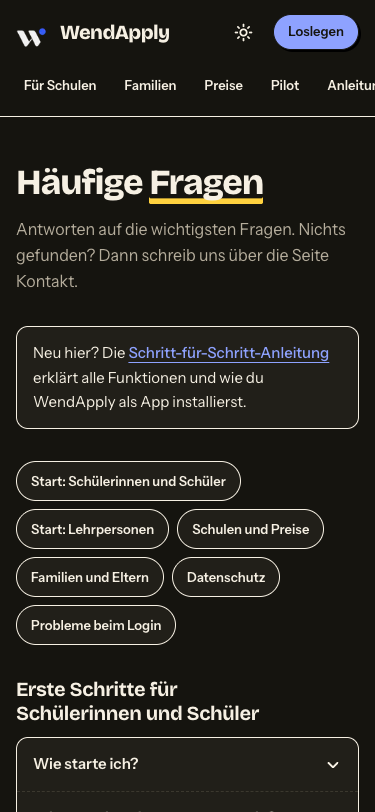 WendApply
Loslegen
Für Schulen Familien Preise Pilot
Häufige Fragen
Antworten auf die wichtigsten Fragen. Nichts
gefunden? Dann schreib uns über die Seite
Kontakt.
Neu hier? Die Schritt-für-Schritt-Anleitung
erklärt alle Funktionen und wie du
WendApply als App installierst.
Start: Schülerinnen und Schüler
Start: Lehrpersonen
Schulen und Preise
Familien und Eltern
Datenschutz
Probleme beim Login
Erste Schritte für
Schülerinnen und Schüler
Wie starte ich?